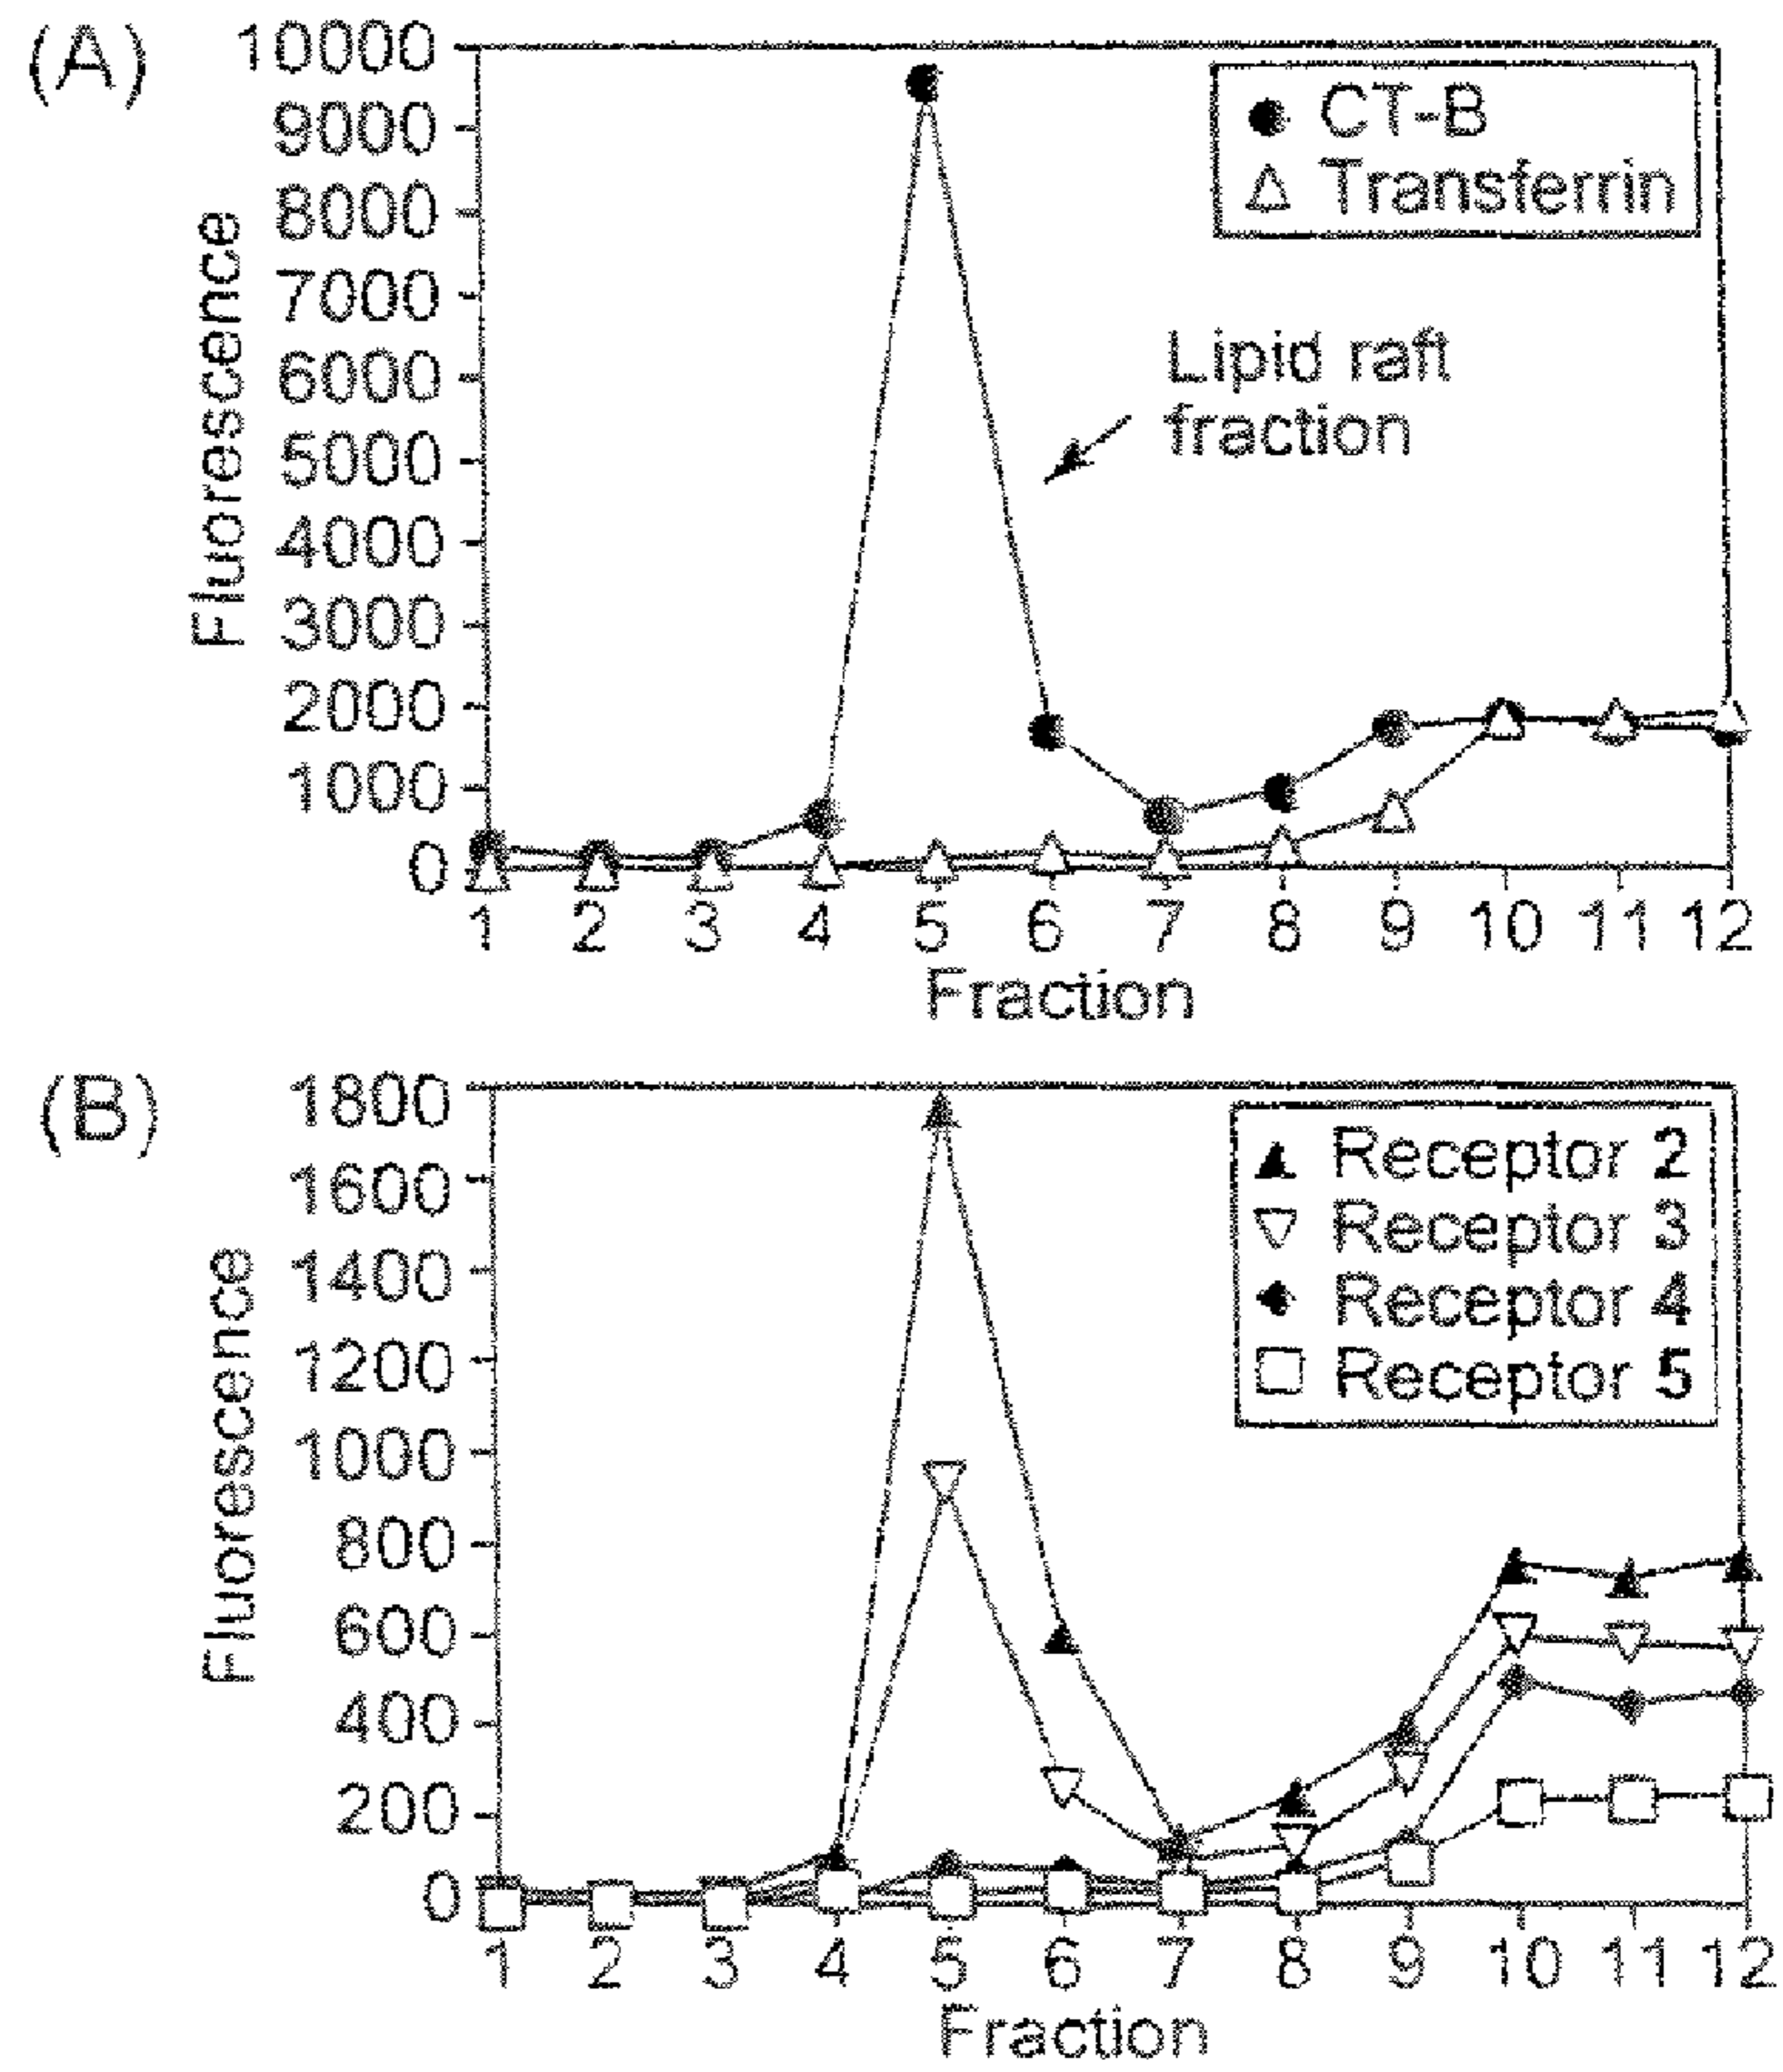 (A)
10000
9000
8000
7000
6000
5000
4000
3000
2000
1000
0
Fluorescence
CT-B
Transferrin
Lipid raft
fraction
1 2 3 4 5 6 7 8 9 10 11 12
Fraction
(B)
1800
1600
1400
1200
1000
800
600
400
200
0
Fluorescence
Receptor 2
Receptor 3
Receptor 4
Receptor 5
1 2 3 4 5 6 7 8 9 10 11 12
Fraction